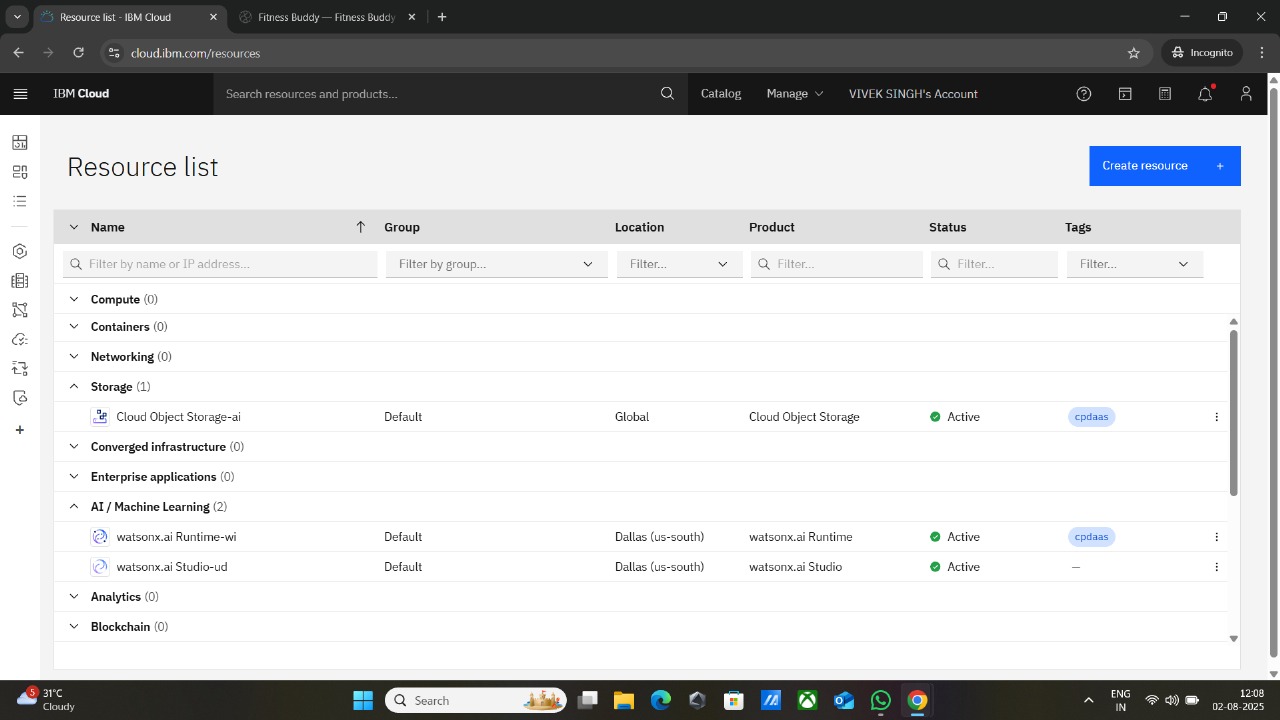 Resource list - IBM Cloud
Fitness Buddy — Fitness Buddy
cloud.ibm.com/resources
Incognito
IBM Cloud
Search resources and products...
Catalog
Manage
VIVEK SINGH's Account
Resource list
Create resource +
Name Group Location Product Status Tags
Filter by name or IP address... Filter by group... Filter... Filter... Filter... Filter...
Compute (0)
Containers (0)
Networking (0)
Storage (1)
Cloud Object Storage-ai Default Global Cloud Object Storage Active cpdaas
Converged infrastructure (0)
Enterprise applications (0)
AI / Machine Learning (2)
watsonx.ai Runtime-wi Default Dallas (us-south) watsonx.ai Runtime Active cpdaas
watsonx.ai Studio-ud Default Dallas (us-south) watsonx.ai Studio Active —
Analytics (0)
Blockchain (0)
5
31°C
Cloudy
Search
ENG
IN
12:08
02-08-2025